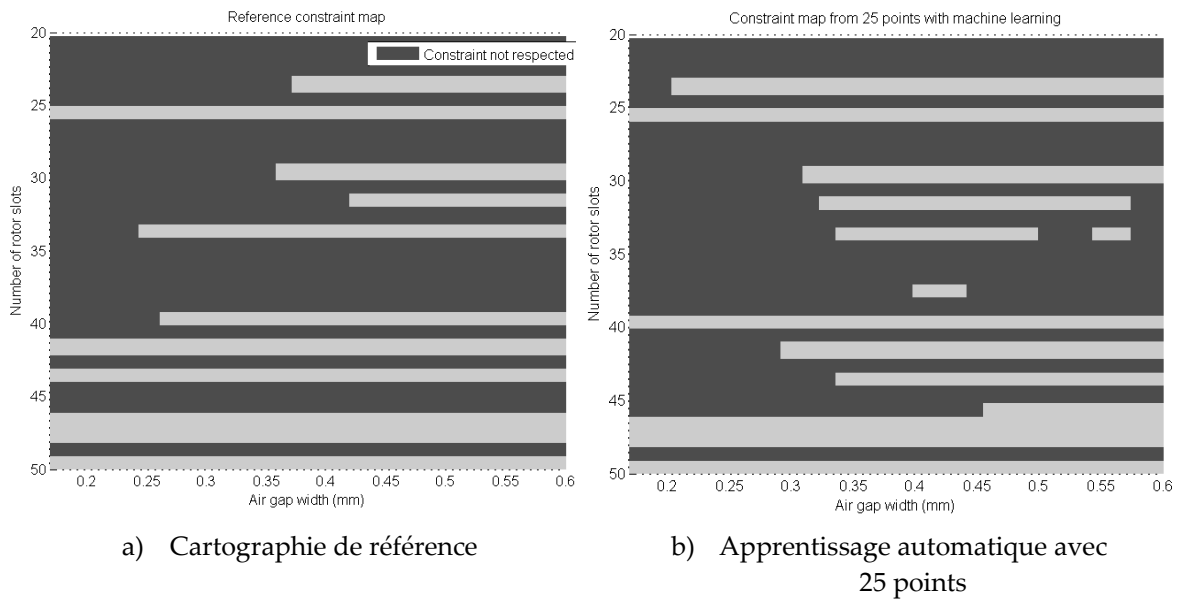 Reference constraint map
Constraint not respected
20
25
30
35
40
45
50
Number of rotor slots
0.2 0.25 0.3 0.35 0.4 0.45 0.5 0.55 0.6
Air gap width (mm)
a) Cartographie de référence
Constraint map from 25 points with machine learning
20
25
30
35
40
45
50
Number of rotor slots
0.2 0.25 0.3 0.35 0.4 0.45 0.5 0.55 0.6
Air gap width (mm)
b) Apprentissage automatique avec
25 points